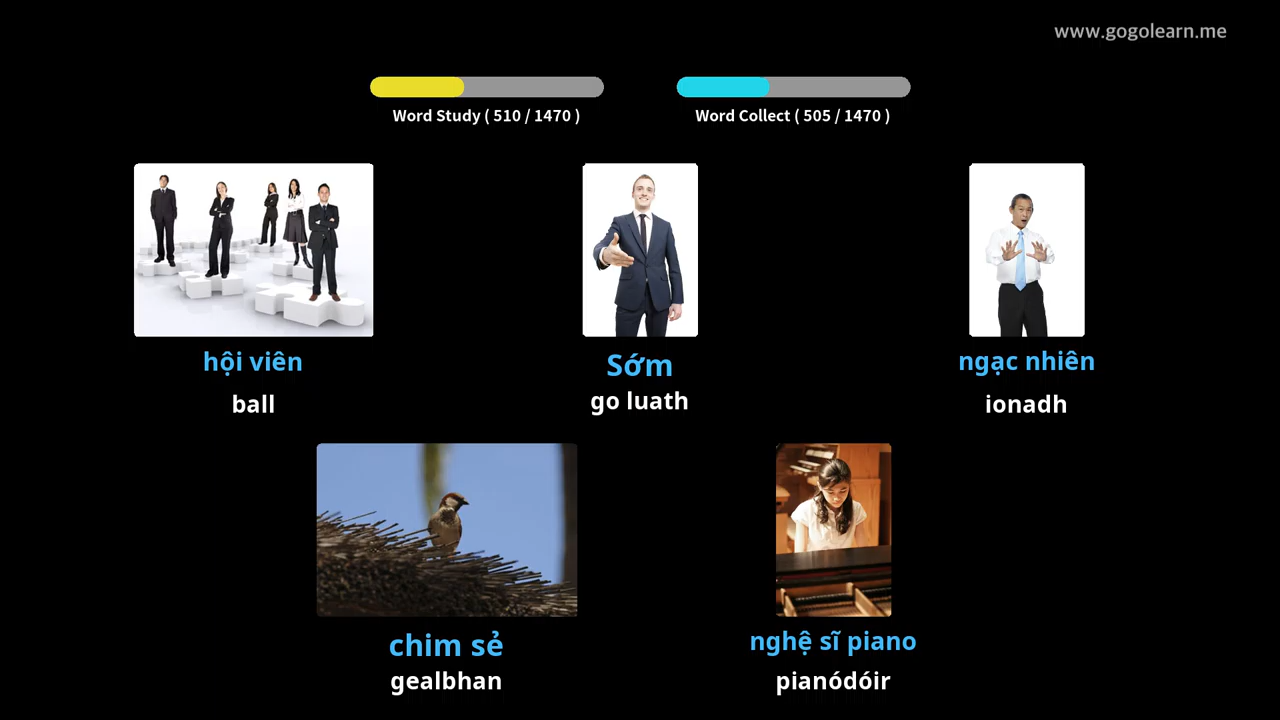 www.gogolearn.me
Word Study ( 510 / 1470 )
Word Collect ( 505 / 1470 )
hội viên
ball
Sớm
go luath
ngạc nhiên
ionadh
chim sẻ
gealbhan
nghệ sĩ piano
pianódóir